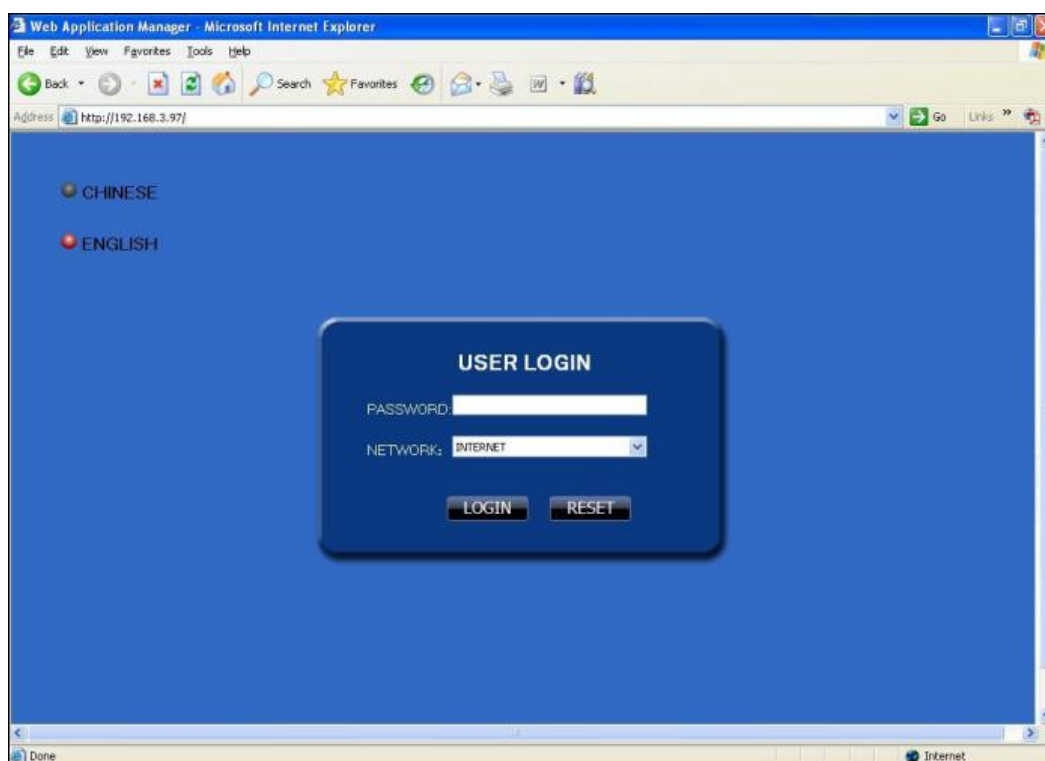 Web Application Manager - Microsoft Internet Explorer
File Edit View Favorites Tools Help
Back Search Favorites
Address http://192.168.3.97/ Go Links »
CHINESE
ENGLISH
USER LOGIN
PASSWORD:
NETWORK: INTERNET
LOGIN RESET
Done Internet